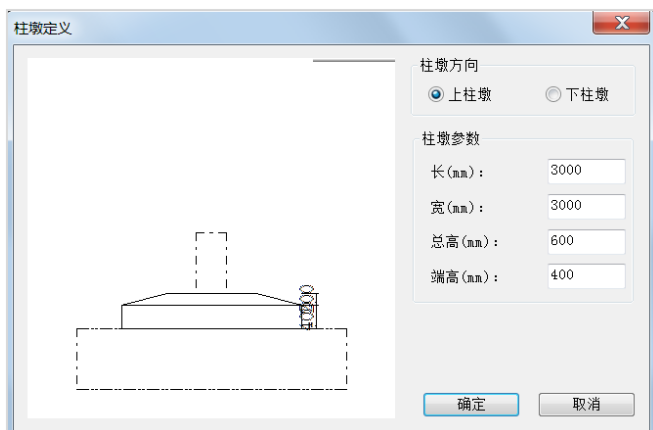 柱墩定义
柱墩方向
上柱墩 下柱墩
柱墩参数
长(mm): 3000
宽(mm): 3000
总高(mm): 600
端高(mm): 400
确定 取消